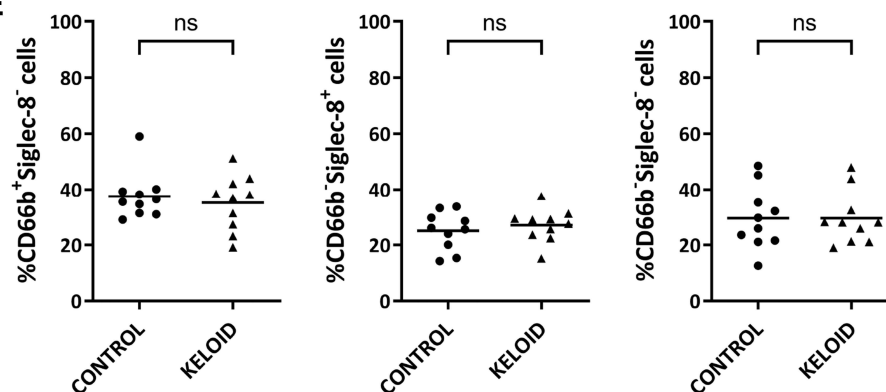 ns
%CD66b⁺Siglec-8⁻ cells
100
80
60
40
20
0
CONTROL
KELOID
ns
%CD66b⁻Siglec-8⁺ cells
100
80
60
40
20
0
CONTROL
KELOID
ns
%CD66b⁻Siglec-8⁻ cells
100
80
60
40
20
0
CONTROL
KELOID